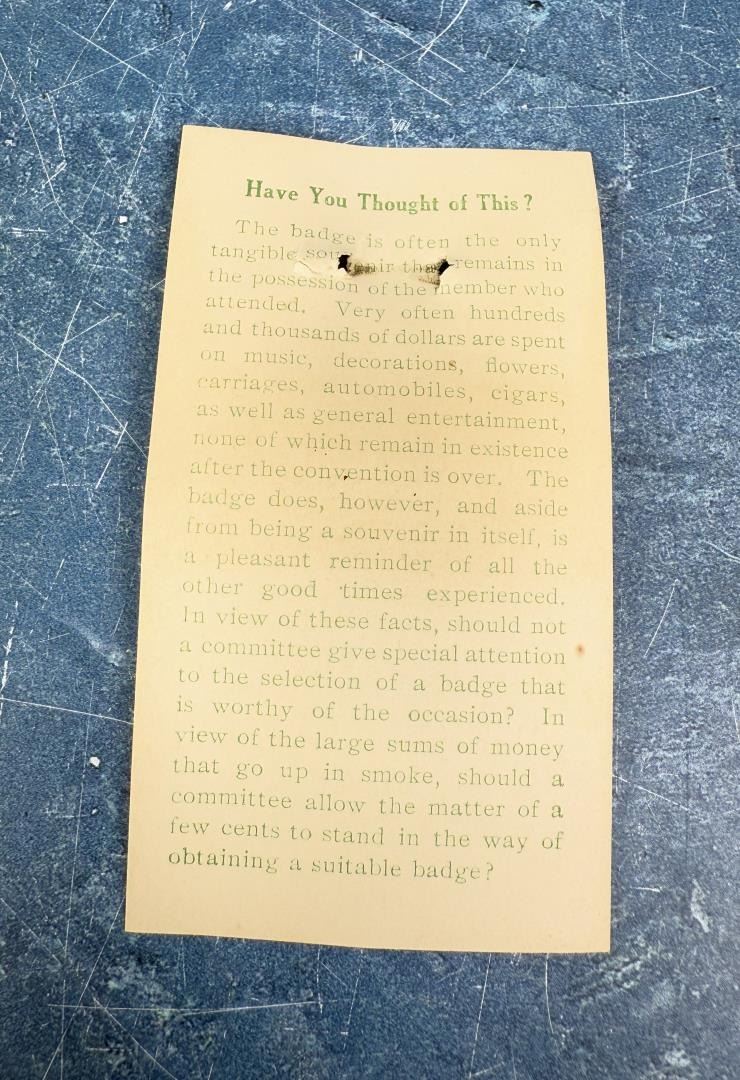 Have You Thought of This?
The badge is often the only
tangible souvenir that remains in
the possession of the member who
attended. Very often hundreds
and thousands of dollars are spent
on music, decorations, flowers,
carriages, automobiles, cigars,
as well as general entertainment,
none of which remain in existence
after the convention is over. The
badge does, however, and aside
from being a souvenir in itself, is
a pleasant reminder of all the
other good times experienced.
In view of these facts, should not
a committee give special attention
to the selection of a badge that
is worthy of the occasion? In
view of the large sums of money
that go up in smoke, should a
committee allow the matter of a
few cents to stand in the way of
obtaining a suitable badge?